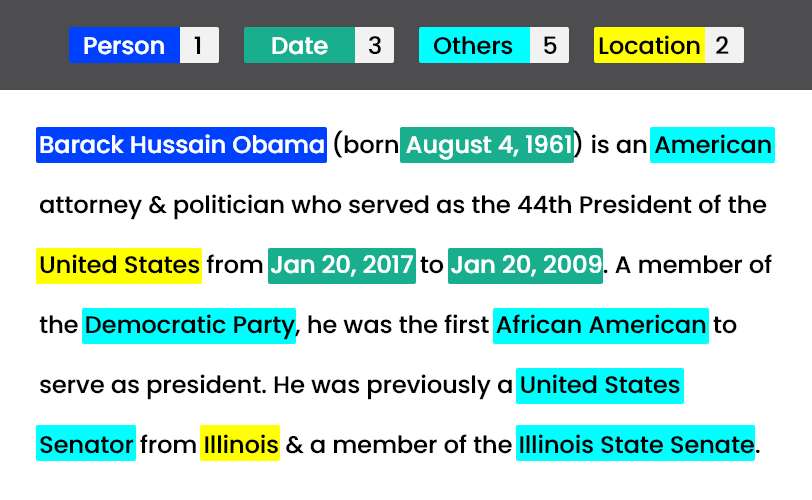 Person 1 Date 3 Others 5 Location 2
Barack Hussain Obama (born August 4, 1961) is an American
attorney & politician who served as the 44th President of the
United States from Jan 20, 2017 to Jan 20, 2009. A member of
the Democratic Party, he was the first African American to
serve as president. He was previously a United States
Senator from Illinois & a member of the Illinois State Senate.